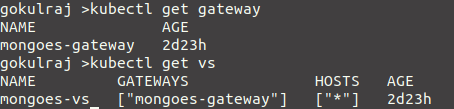 gokulraj >kubectl get gateway
NAME AGE
mongoes-gateway 2d23h
gokulraj >kubectl get vs
NAME GATEWAYS HOSTS AGE
mongoes-vs ["mongoes-gateway"] ["*"] 2d23h